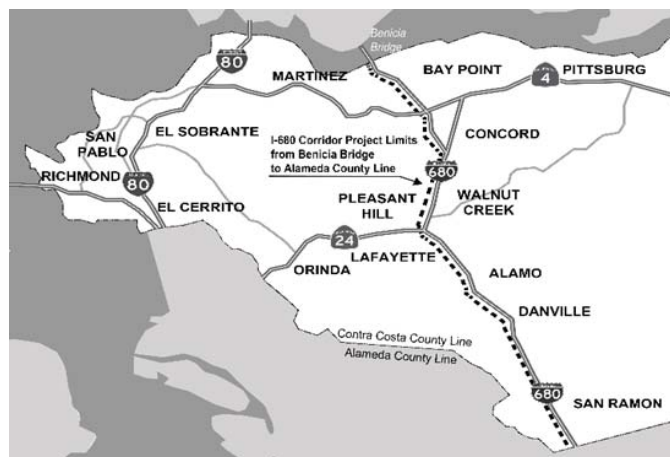 Benicia
Bridge
80
MARTINEZ
BAY POINT
4
PITTSBURG
SAN
PABLO
EL SOBRANTE
I-680 Corridor Project Limits
from Benicia Bridge
to Alameda County Line
CONCORD
RICHMOND
80
680
EL CERRITO
PLEASANT
HILL
WALNUT
CREEK
24
ORINDA
LAFAYETTE
ALAMO
DANVILLE
Contra Costa County Line
Alameda County Line
680
SAN RAMON